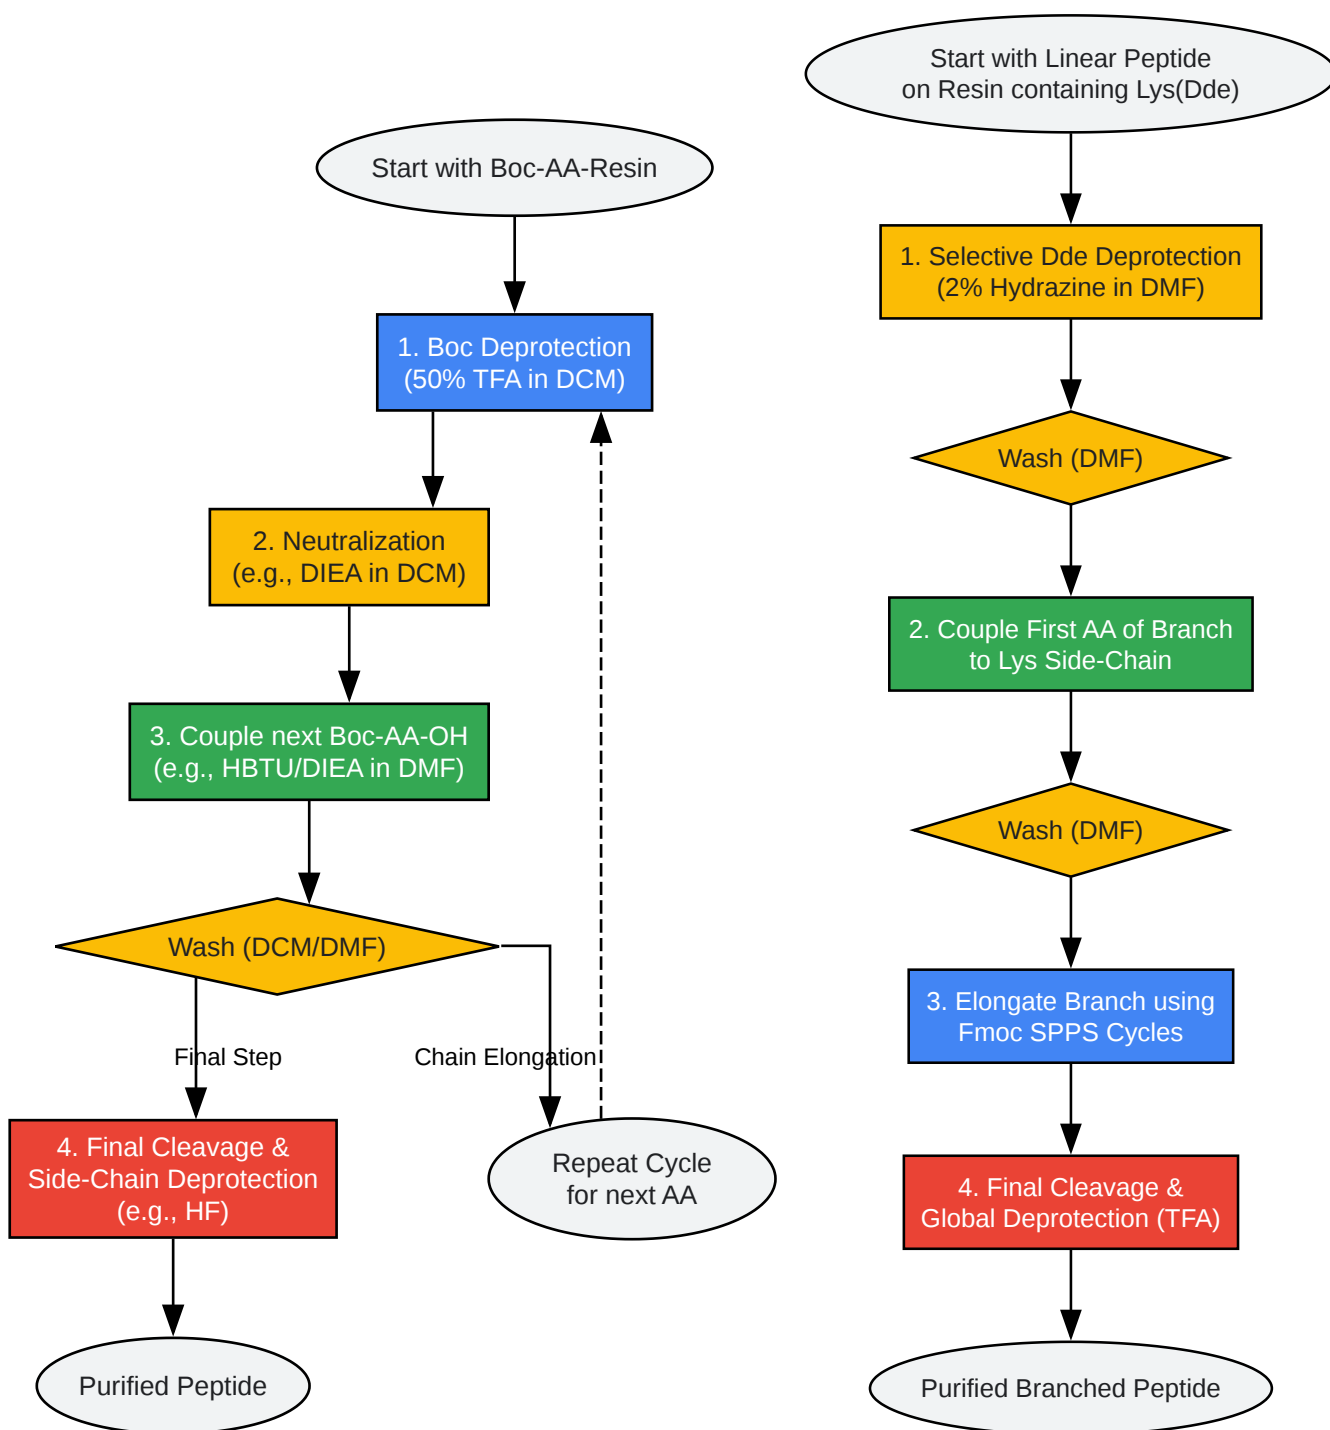 Start with Boc-AA-Resin
1. Boc Deprotection
(50% TFA in DCM)
2. Neutralization
(e.g., DIEA in DCM)
3. Couple next Boc-AA-OH
(e.g., HBTU/DIEA in DMF)
Wash (DCM/DMF)
Final Step
Chain Elongation
4. Final Cleavage &
Side-Chain Deprotection
(e.g., HF)
Repeat Cycle
for next AA
Purified Peptide
Start with Linear Peptide
on Resin containing Lys(Dde)
1. Selective Dde Deprotection
(2% Hydrazine in DMF)
Wash (DMF)
2. Couple First AA of Branch
to Lys Side-Chain
Wash (DMF)
3. Elongate Branch using
Fmoc SPPS Cycles
4. Final Cleavage &
Global Deprotection (TFA)
Purified Branched Peptide